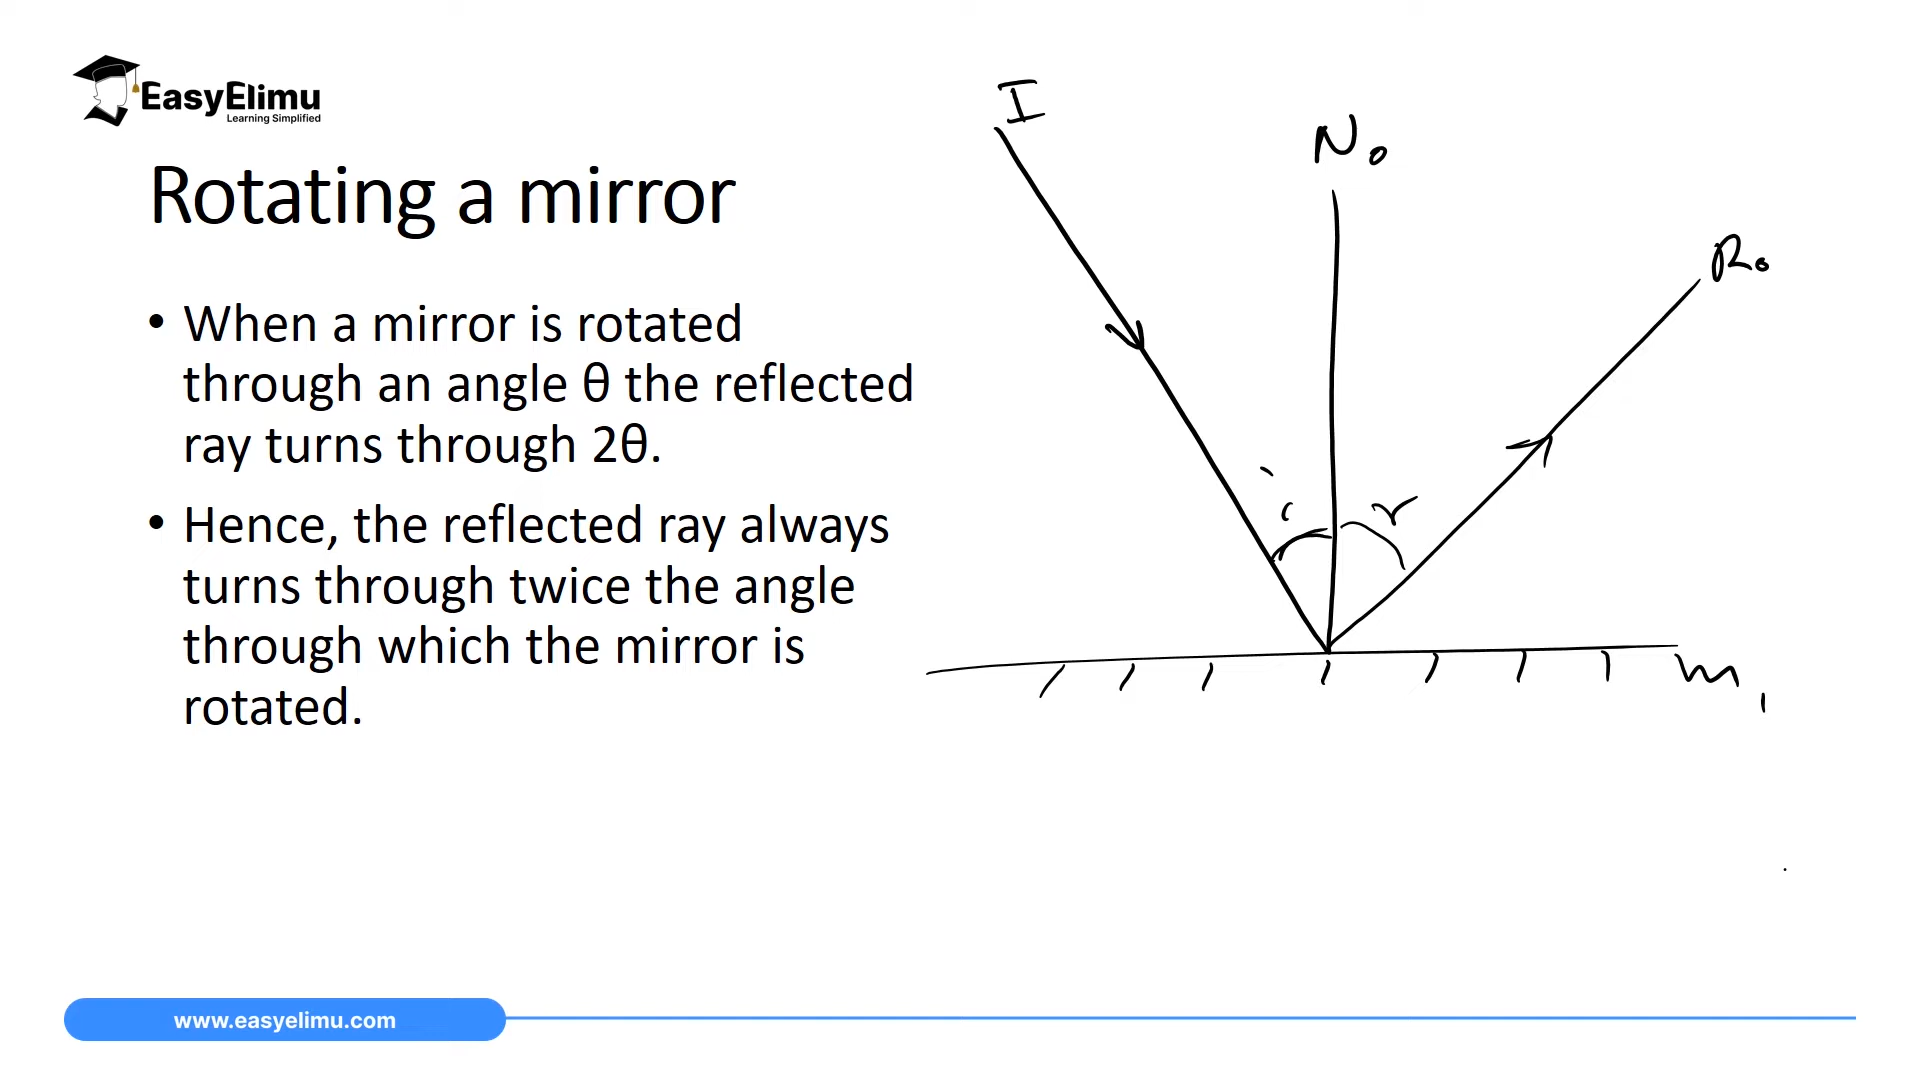 EasyElimu
Learning Simplified
Rotating a mirror
• When a mirror is rotated
through an angle θ the reflected
ray turns through 2θ.
• Hence, the reflected ray always
turns through twice the angle
through which the mirror is
rotated.
I
N₀
R₀
i
r
m₁
www.easyelimu.com